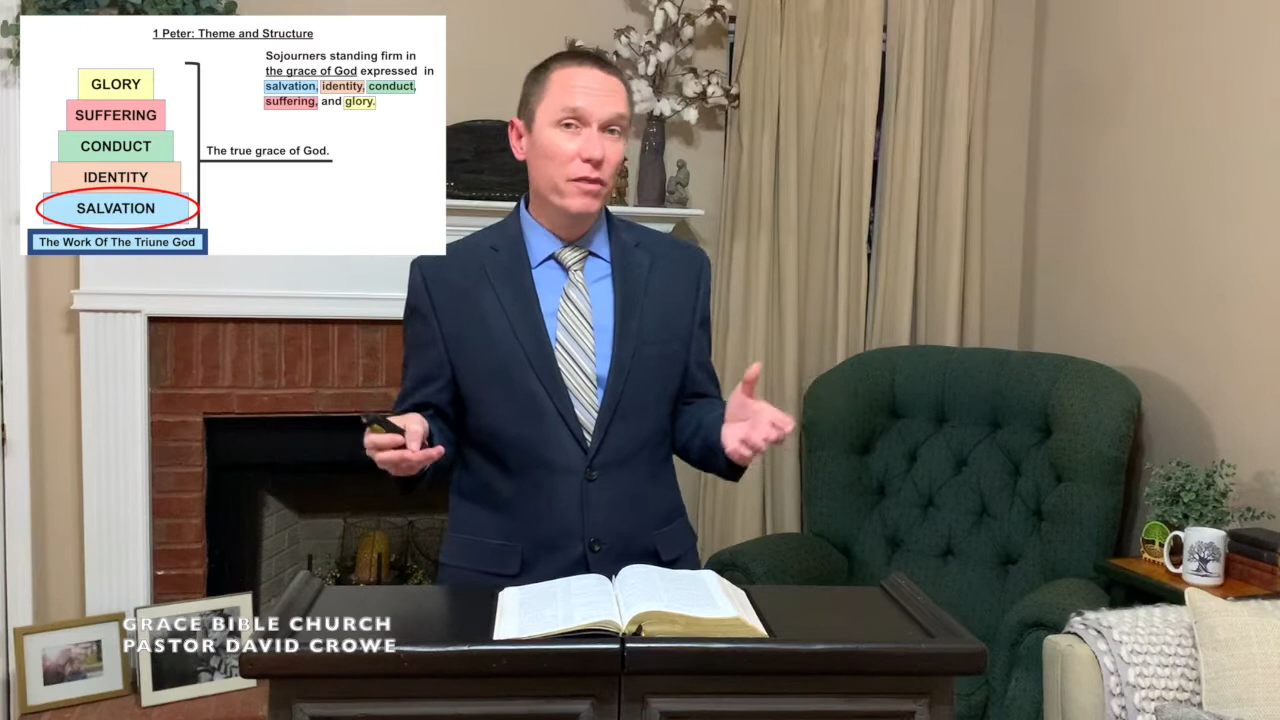 1 Peter: Theme and Structure
Sojourners standing firm in
the grace of God expressed in
salvation, identity, conduct,
suffering, and glory.
GLORY
SUFFERING
CONDUCT
IDENTITY
SALVATION
The Work Of The Triune God
The true grace of God.
GRACE BIBLE CHURCH
PASTOR DAVID CROWE